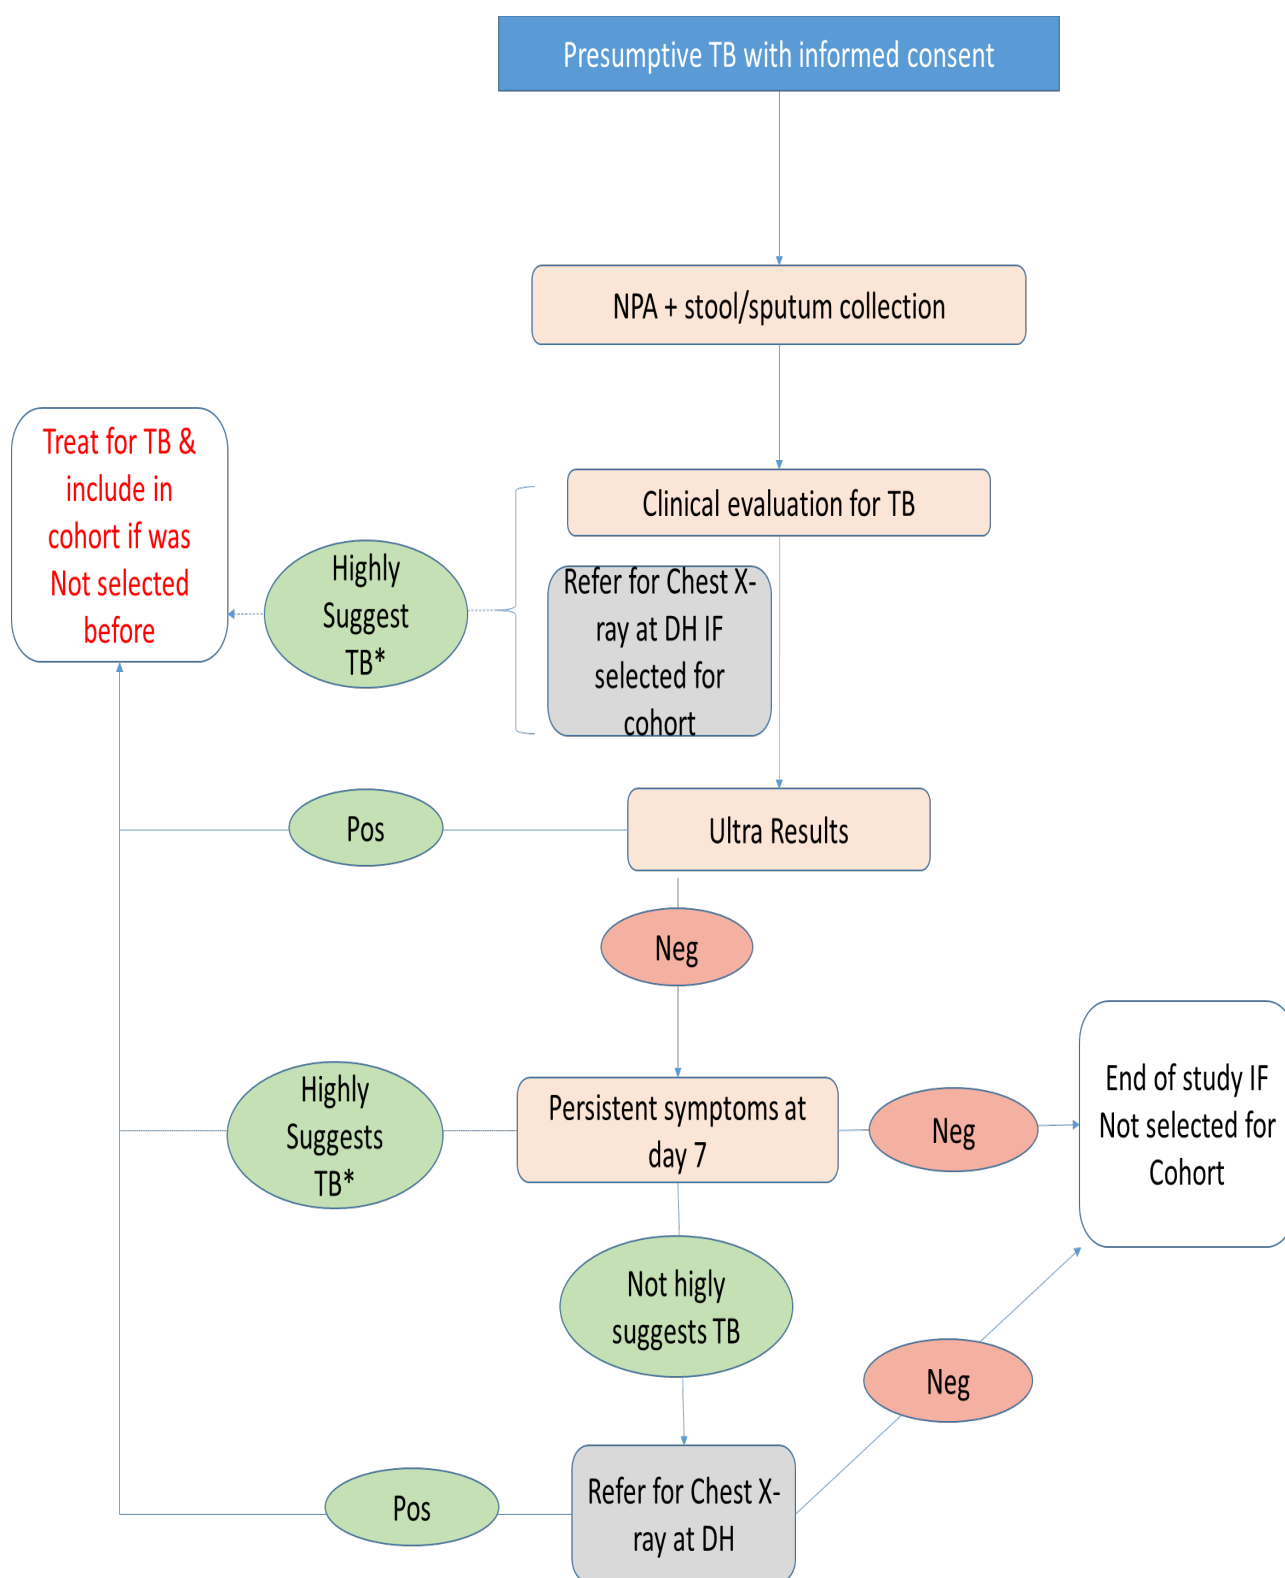 Presumptive TB with informed consent
NPA + stool/sputum collection
Treat for TB &
include in
cohort if was
Not selected
before
Highly
Suggest
TB*
Clinical evaluation for TB
Refer for Chest X-
ray at DH IF
selected for
cohort
Pos
Ultra Results
Neg
Highly
Suggests
TB*
Persistent symptoms at
day 7
Neg
End of study IF
Not selected for
Cohort
Not higly
suggests TB
Neg
Pos
Refer for Chest X-
ray at DH